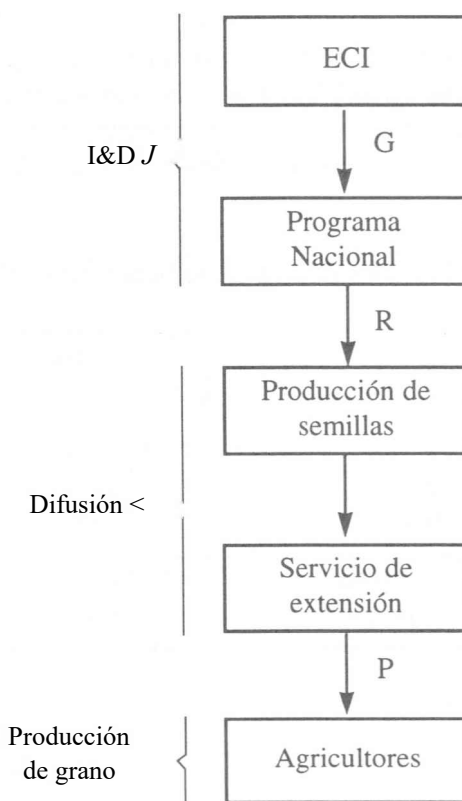 ECI
G
I&D J
Programa
Nacional
R
Producción de
semillas
Difusión <
Servicio de
extensión
P
Producción
de grano
Agricultores